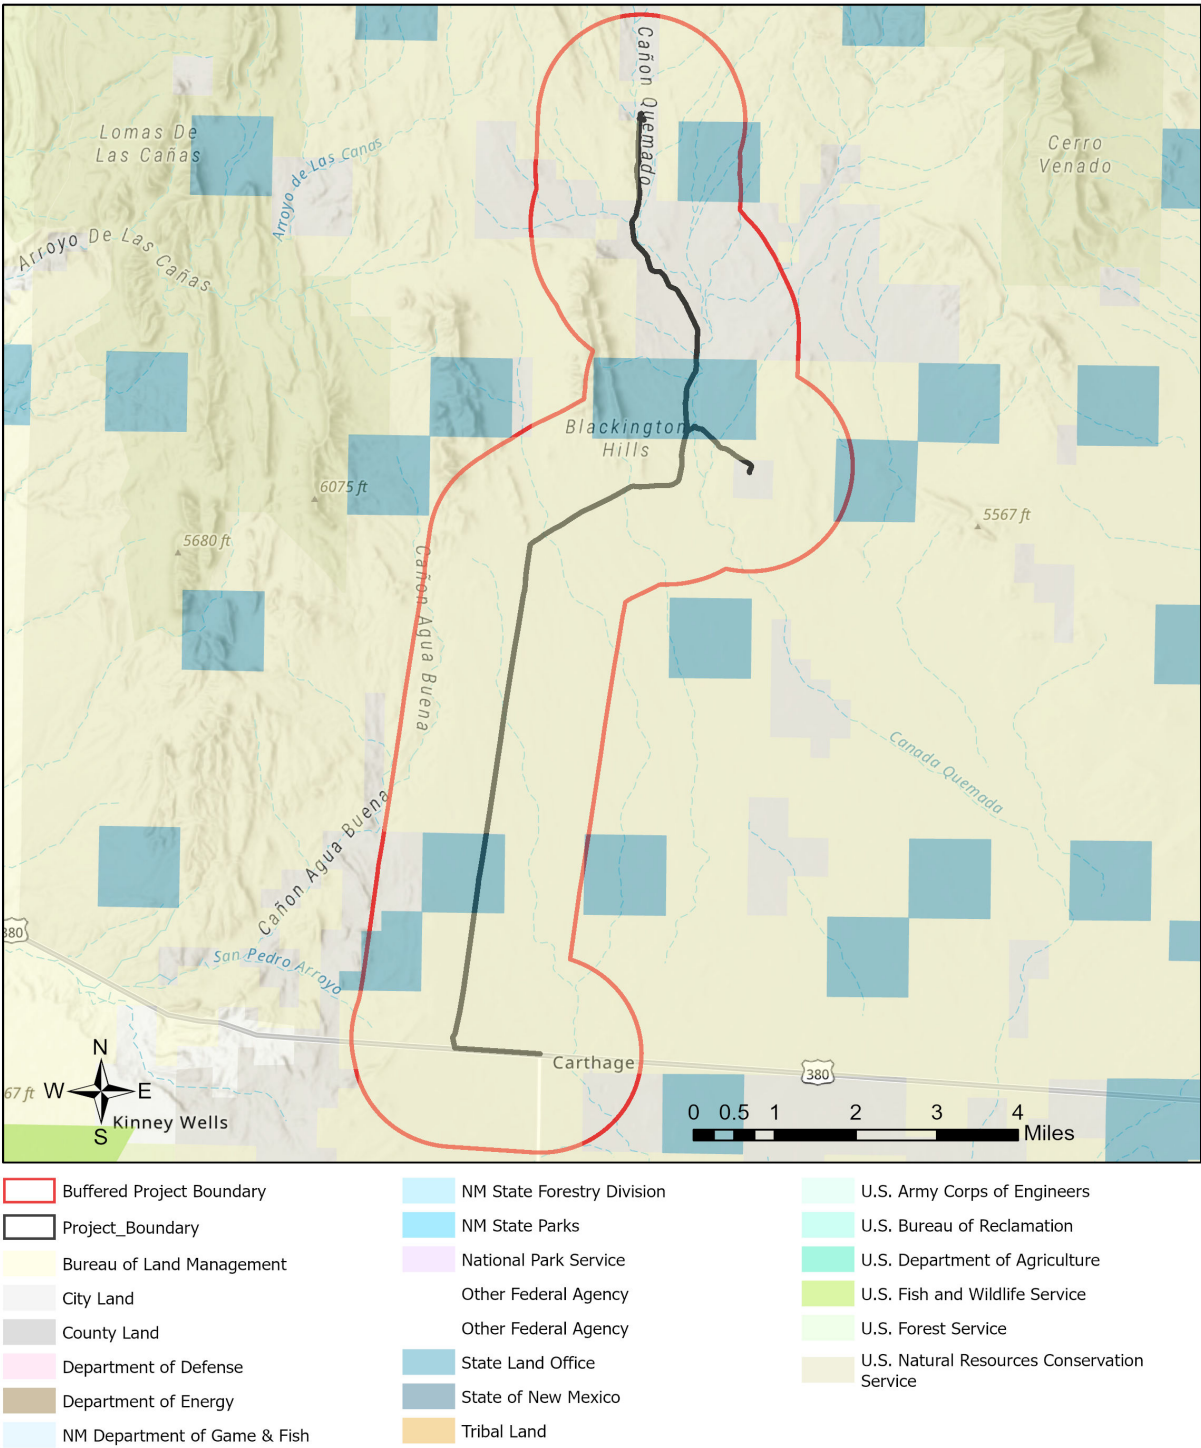 Cañon Quemado
Lomas De
Las Cañas
Arroyo de Las Canas
Cerro
Venado
Arroyo De Las Cañas
Blackington
Hills
6075 ft
5680 ft
5567 ft
Cañon Agua Buena
Canada Quemada
Cañon Agua Buena
380
San Pedro Arroyo
Carthage
380
N
W E
S
67 ft
Kinney Wells
0 0.5 1 2 3 4
Miles
Buffered Project Boundary
Project_Boundary
Bureau of Land Management
City Land
County Land
Department of Defense
Department of Energy
NM Department of Game & Fish
NM State Forestry Division
NM State Parks
National Park Service
Other Federal Agency
Other Federal Agency
State Land Office
State of New Mexico
Tribal Land
U.S. Army Corps of Engineers
U.S. Bureau of Reclamation
U.S. Department of Agriculture
U.S. Fish and Wildlife Service
U.S. Forest Service
U.S. Natural Resources Conservation
Service